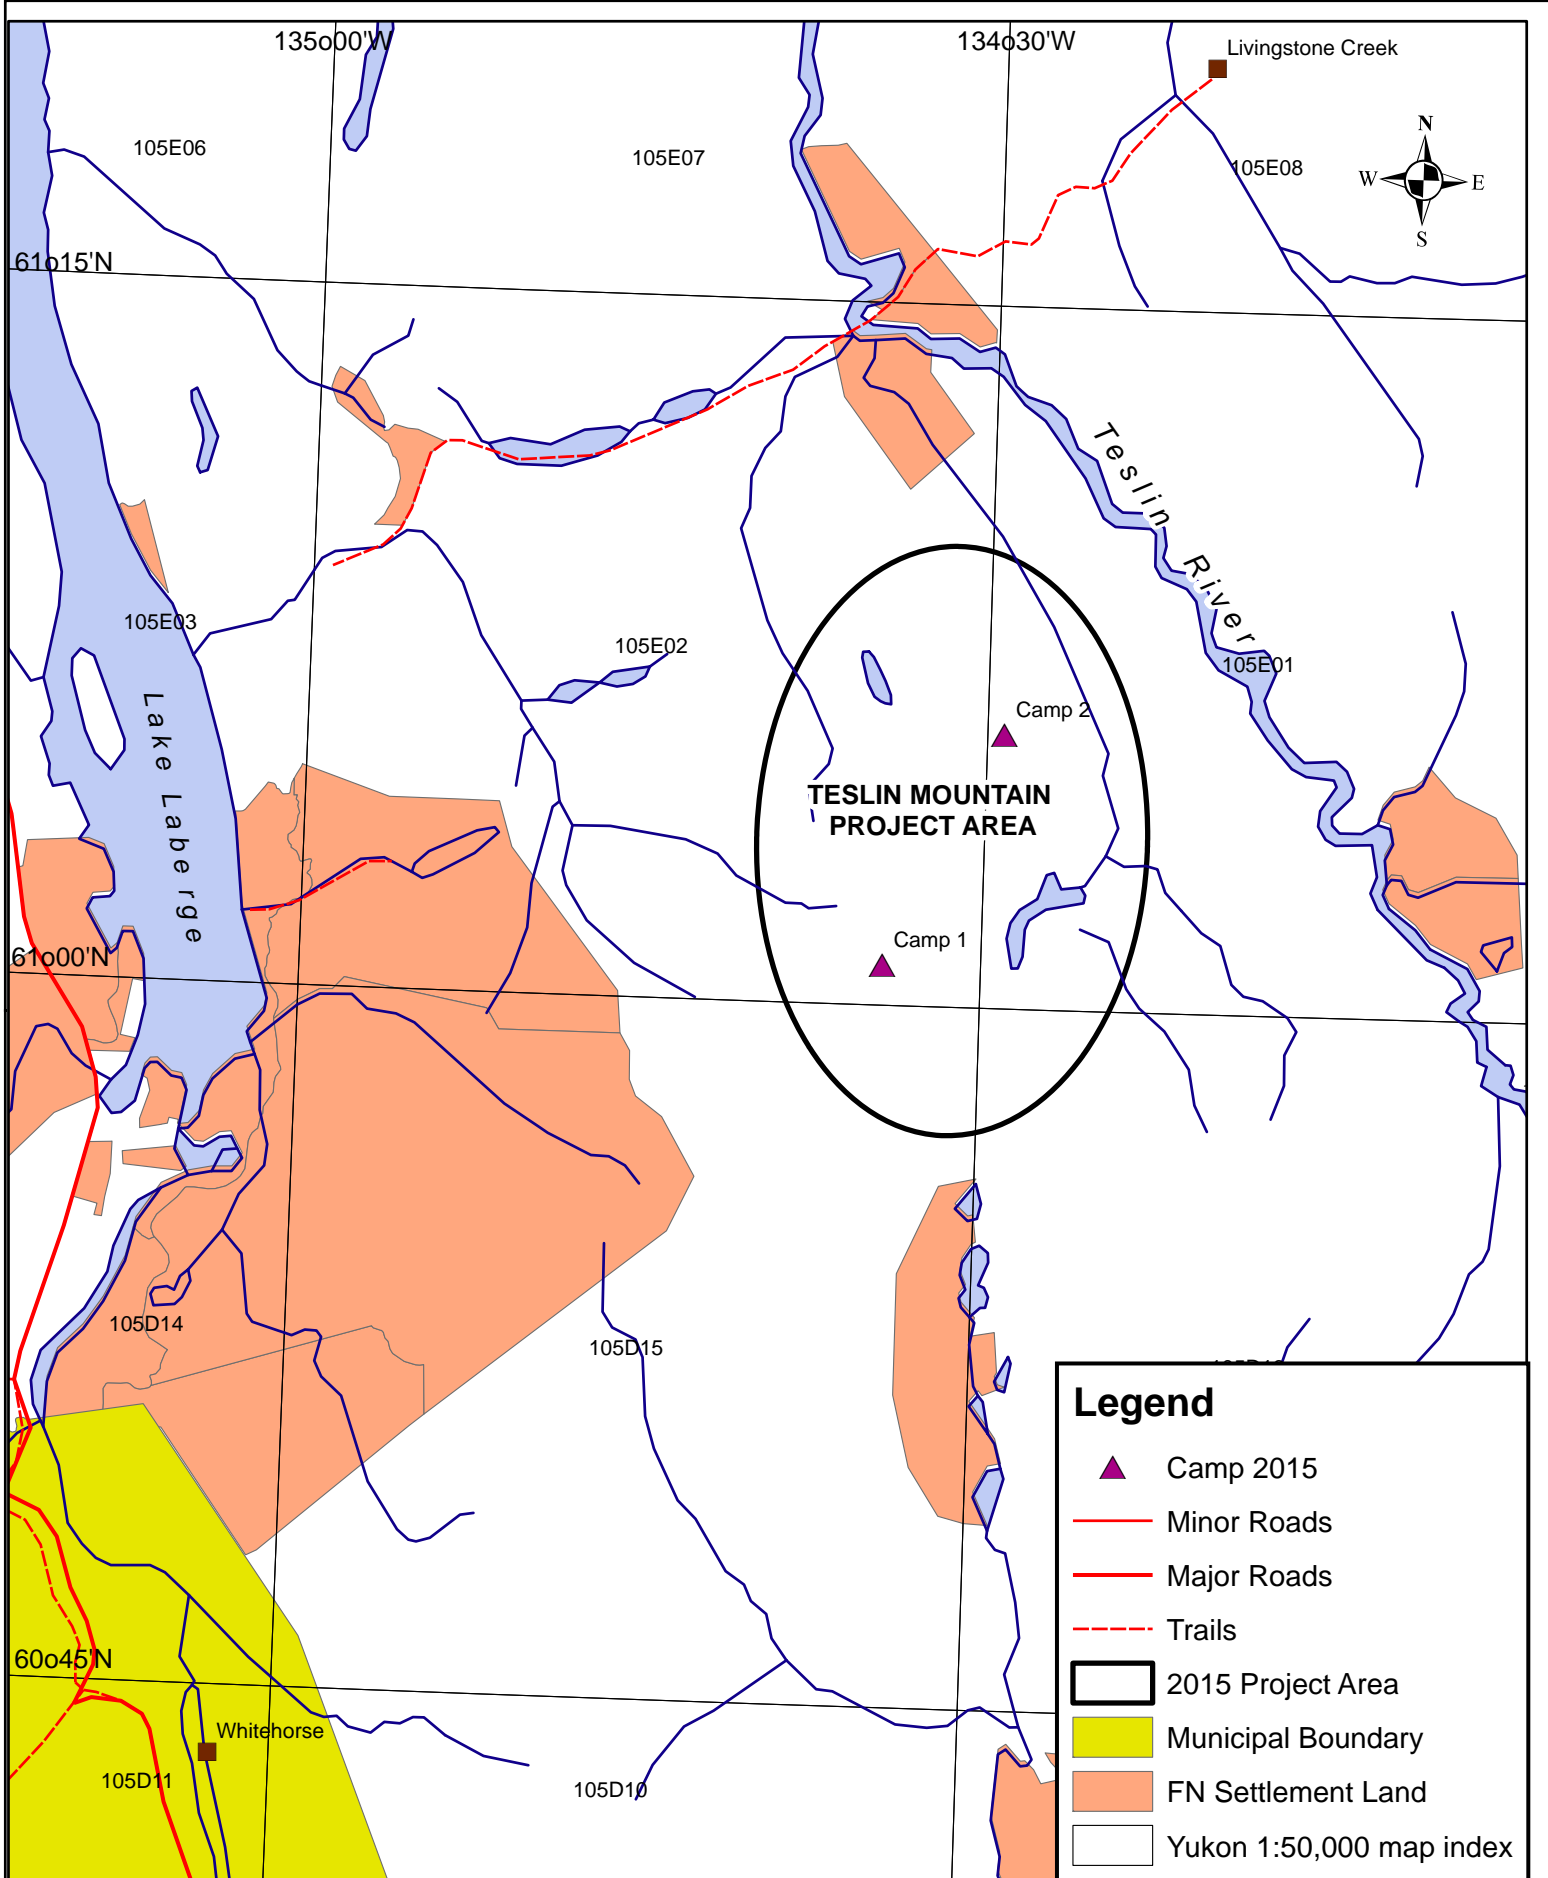 135o00'W
134o30'W
Livingstone Creek
105E06
105E07
105E08
N
W
E
S
61o15'N
Teslin River
105E03
105E02
105E01
Lake Laberge
Camp 2
TESLIN MOUNTAIN
PROJECT AREA
Camp 1
61o00'N
105D14
105D15
60o45'N
Whitehorse
105D11
105D10
Legend
Camp 2015
Minor Roads
Major Roads
Trails
2015 Project Area
Municipal Boundary
FN Settlement Land
Yukon 1:50,000 map index